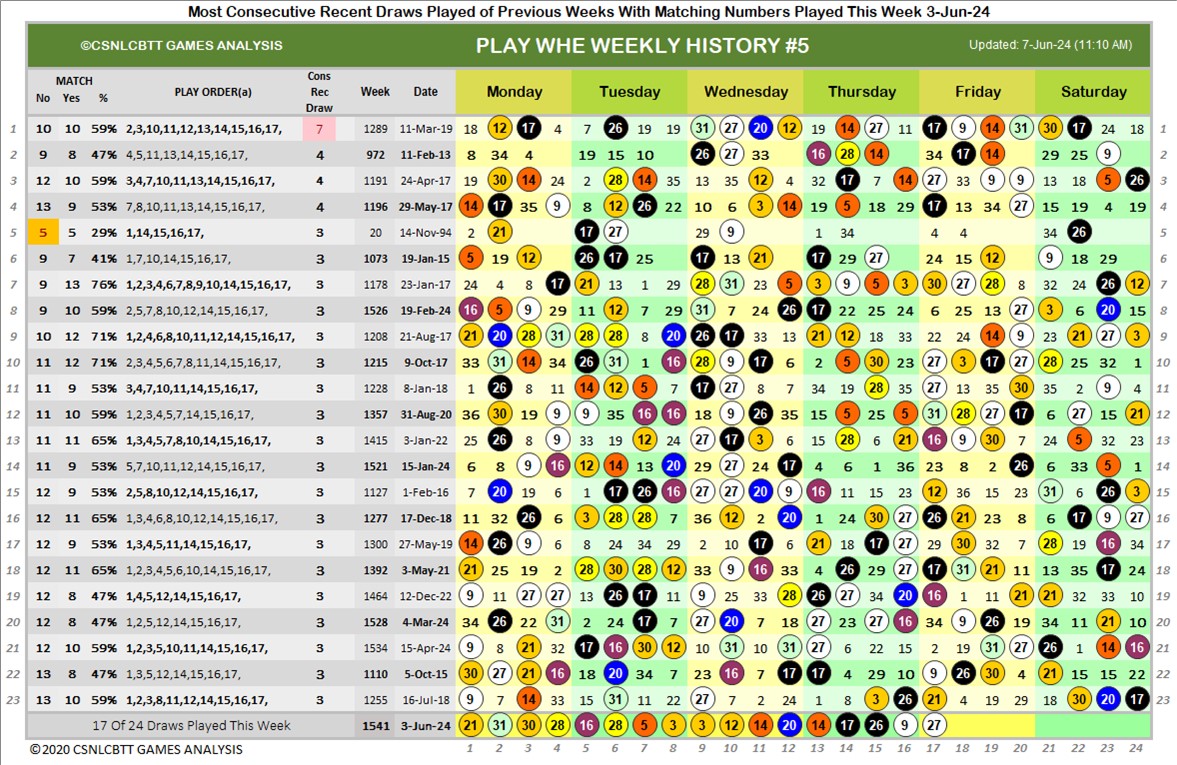 Most Consecutive Recent Draws Played of Previous Weeks With Matching Numbers Played This Week 3-Jun-24
©CSNLCBTT GAMES ANALYSIS PLAY WHE WEEKLY HISTORY #5 Updated: 7-Jun-24 (11:10 AM)
MATCH
No Yes % PLAY ORDER(a) Cons Rec Draw Week Date Monday Tuesday Wednesday Thursday Friday Saturday
1 10 10 59% 2,3,10,11,12,13,14,15,16,17, 7 1289 11-Mar-19 18 12 17 4 7 26 19 19 31 27 20 12 19 14 27 11 17 9 14 31 30 17 24 18 1
2 9 8 47% 4,5,11,13,14,15,16,17, 4 972 11-Feb-13 8 34 4 19 15 10 26 27 33 16 28 14 34 17 14 29 25 9 2
3 12 10 59% 3,4,7,10,11,13,14,15,16,17, 4 1191 24-Apr-17 19 30 14 24 2 28 14 35 13 35 12 4 32 17 7 14 27 33 9 9 13 18 5 26 3
4 13 9 53% 7,8,10,11,13,14,15,16,17, 4 1196 29-May-17 14 17 35 9 8 12 26 22 10 6 3 14 19 5 18 29 17 13 34 27 15 19 4 19 4
5 5 5 29% 1,14,15,16,17, 3 20 14-Nov-94 2 21 17 27 29 9 1 34 4 4 34 26 5
6 9 7 41% 1,7,10,14,15,16,17, 3 1073 19-Jan-15 5 19 12 26 17 25 17 13 21 17 29 27 24 15 12 9 18 29 6
7 9 13 76% 1,2,3,4,6,7,8,9,10,14,15,16,17, 3 1178 23-Jan-17 24 4 8 17 21 13 1 29 28 31 23 5 3 9 5 3 30 27 28 8 32 24 26 12 7
8 9 10 59% 2,5,7,8,10,12,14,15,16,17, 3 1526 19-Feb-24 16 5 9 29 11 12 7 29 31 7 24 26 17 22 25 24 6 25 13 27 3 6 20 15 8
9 10 12 71% 1,2,4,6,8,10,11,12,14,15,16,17, 3 1208 21-Aug-17 21 20 28 31 28 28 8 20 26 17 33 13 21 12 18 33 22 24 14 9 23 21 27 3 9
10 11 12 71% 2,3,4,5,6,7,8,11,14,15,16,17, 3 1215 9-Oct-17 33 31 14 34 26 31 1 16 28 9 17 6 2 5 30 23 27 3 17 27 28 25 32 1 10
11 11 9 53% 3,4,7,10,11,14,15,16,17, 3 1228 8-Jan-18 1 26 8 11 14 12 5 7 17 27 8 7 34 19 28 35 27 13 35 30 35 2 9 4 11
12 11 10 59% 1,2,3,4,5,7,14,15,16,17, 3 1357 31-Aug-20 36 30 19 9 9 35 16 16 18 9 26 35 15 5 25 5 31 28 27 17 6 27 15 21 12
13 11 11 65% 1,3,4,5,7,8,10,14,15,16,17, 3 1415 3-Jan-22 25 26 8 9 33 19 12 24 27 17 3 6 15 28 6 21 16 9 30 7 24 5 32 23 13
14 11 9 53% 5,7,10,11,12,14,15,16,17, 3 1521 15-Jan-24 6 8 9 16 12 14 13 20 29 27 24 17 4 6 1 36 23 8 2 26 6 33 5 1 14
15 12 9 53% 2,5,8,10,12,14,15,16,17, 3 1127 1-Feb-16 7 20 19 6 1 17 26 16 27 27 20 9 16 11 15 23 12 36 15 23 31 6 26 3 15
16 12 11 65% 1,3,4,6,8,10,12,14,15,16,17, 3 1277 17-Dec-18 11 32 26 6 3 28 28 7 36 12 2 20 1 24 30 27 26 21 23 8 6 17 9 27 16
17 12 9 53% 1,3,4,5,11,14,15,16,17, 3 1300 27-May-19 14 26 9 6 8 24 34 29 2 10 17 6 21 18 17 27 29 30 32 7 28 19 16 34 17
18 12 11 65% 1,2,3,4,5,6,10,14,15,16,17, 3 1392 3-May-21 21 25 19 2 28 30 28 12 33 9 16 33 4 26 29 27 17 31 21 11 13 35 17 24 18
19 12 8 47% 1,4,5,12,14,15,16,17, 3 1464 12-Dec-22 9 11 27 27 13 26 17 11 9 25 33 28 26 27 34 20 16 1 11 21 21 32 33 10 19
20 12 8 47% 1,2,5,12,14,15,16,17, 3 1528 4-Mar-24 34 26 22 31 2 24 17 7 27 20 7 18 27 23 27 16 34 9 26 19 34 11 21 10 20
21 12 10 59% 1,2,3,5,10,11,14,15,16,17, 3 1534 15-Apr-24 9 8 21 32 17 16 30 12 10 31 10 31 27 6 22 15 2 19 31 27 26 1 14 16 21
22 13 8 47% 1,3,5,12,14,15,16,17, 3 1110 5-Oct-15 30 27 21 16 18 20 34 7 23 16 7 17 17 4 29 10 9 26 30 4 21 15 15 22 22
23 13 10 59% 1,2,3,8,11,12,14,15,16,17, 3 1255 16-Jul-18 9 7 14 33 15 31 11 22 27 7 2 24 1 18 3 26 21 4 19 29 18 30 20 17 23
17 Of 24 Draws Played This Week 1541 3-Jun-24 21 31 30 28 16 28 5 3 3 12 14 20 14 17 26 9 27
© 2020 CSNLCBTT GAMES ANALYSIS 1 2 3 4 5 6 7 8 9 10 11 12 13 14 15 16 17 18 19 20 21 22 23 24